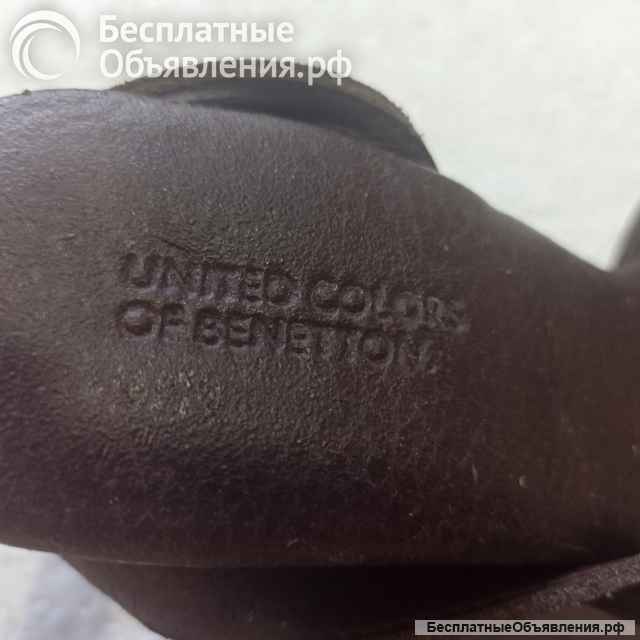 Бесплатные
Объявления.рф
UNITED COLORS
OF BENETTON.
БесплатныеОбъявления.рф